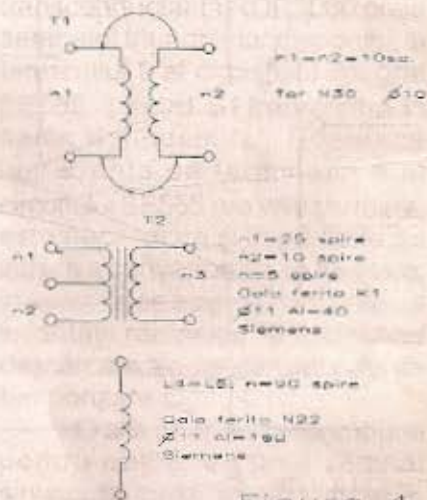 T1
n1=n2=10sp.
n1
n2
Tor N30 Ø10
T2
n1
n2
n3
n1=25 spire
n2=10 spire
n=5 spire
Oala ferita K1
Ø11 Al=40
Siemens
L4=L5; n=90 spire
Oala ferita N22
Ø11 Al=160
Siemens